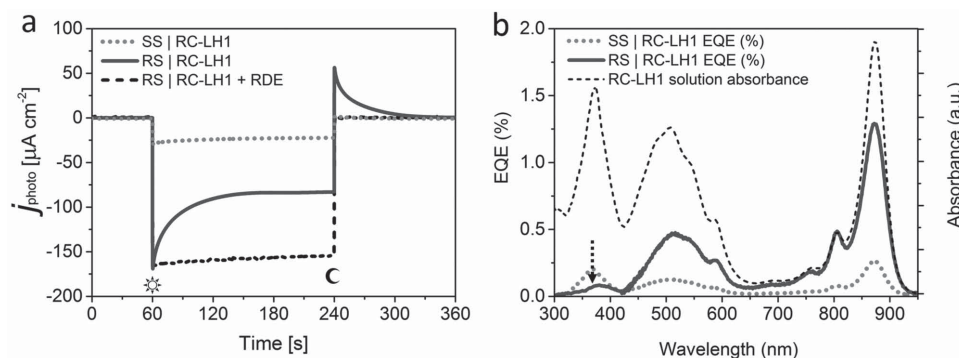 a
100
50
0
-50
-100
-150
-200
jphoto [µA cm-2]
SS | RC-LH1
RS | RC-LH1
RS | RC-LH1 + RDE
0 60 120 180 240 300 360
Time [s]
b
2.0
1.5
1.0
0.5
0.0
EQE (%)
SS | RC-LH1 EQE (%)
RS | RC-LH1 EQE (%)
RC-LH1 solution absorbance
Absorbance (a.u.)
300 400 500 600 700 800 900
Wavelength (nm)